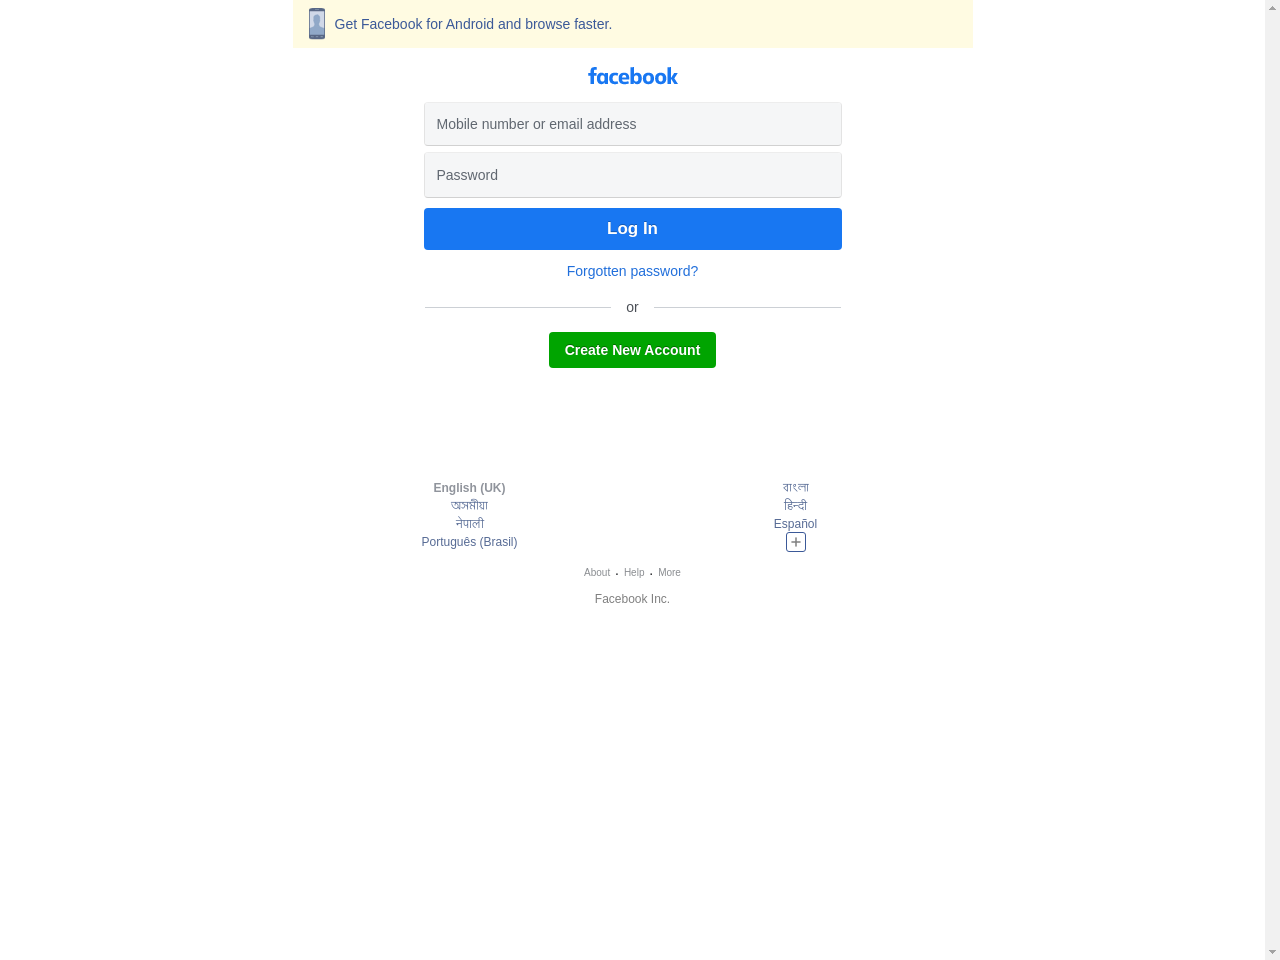 Get Facebook for Android and browse faster.
facebook
Mobile number or email address
Password
Log In
Forgotten password?
or
Create New Account
English (UK)
বাংলা
অসমীয়া
हिन्दी
नेपाली
Español
Português (Brasil)
About · Help · More
Facebook Inc.